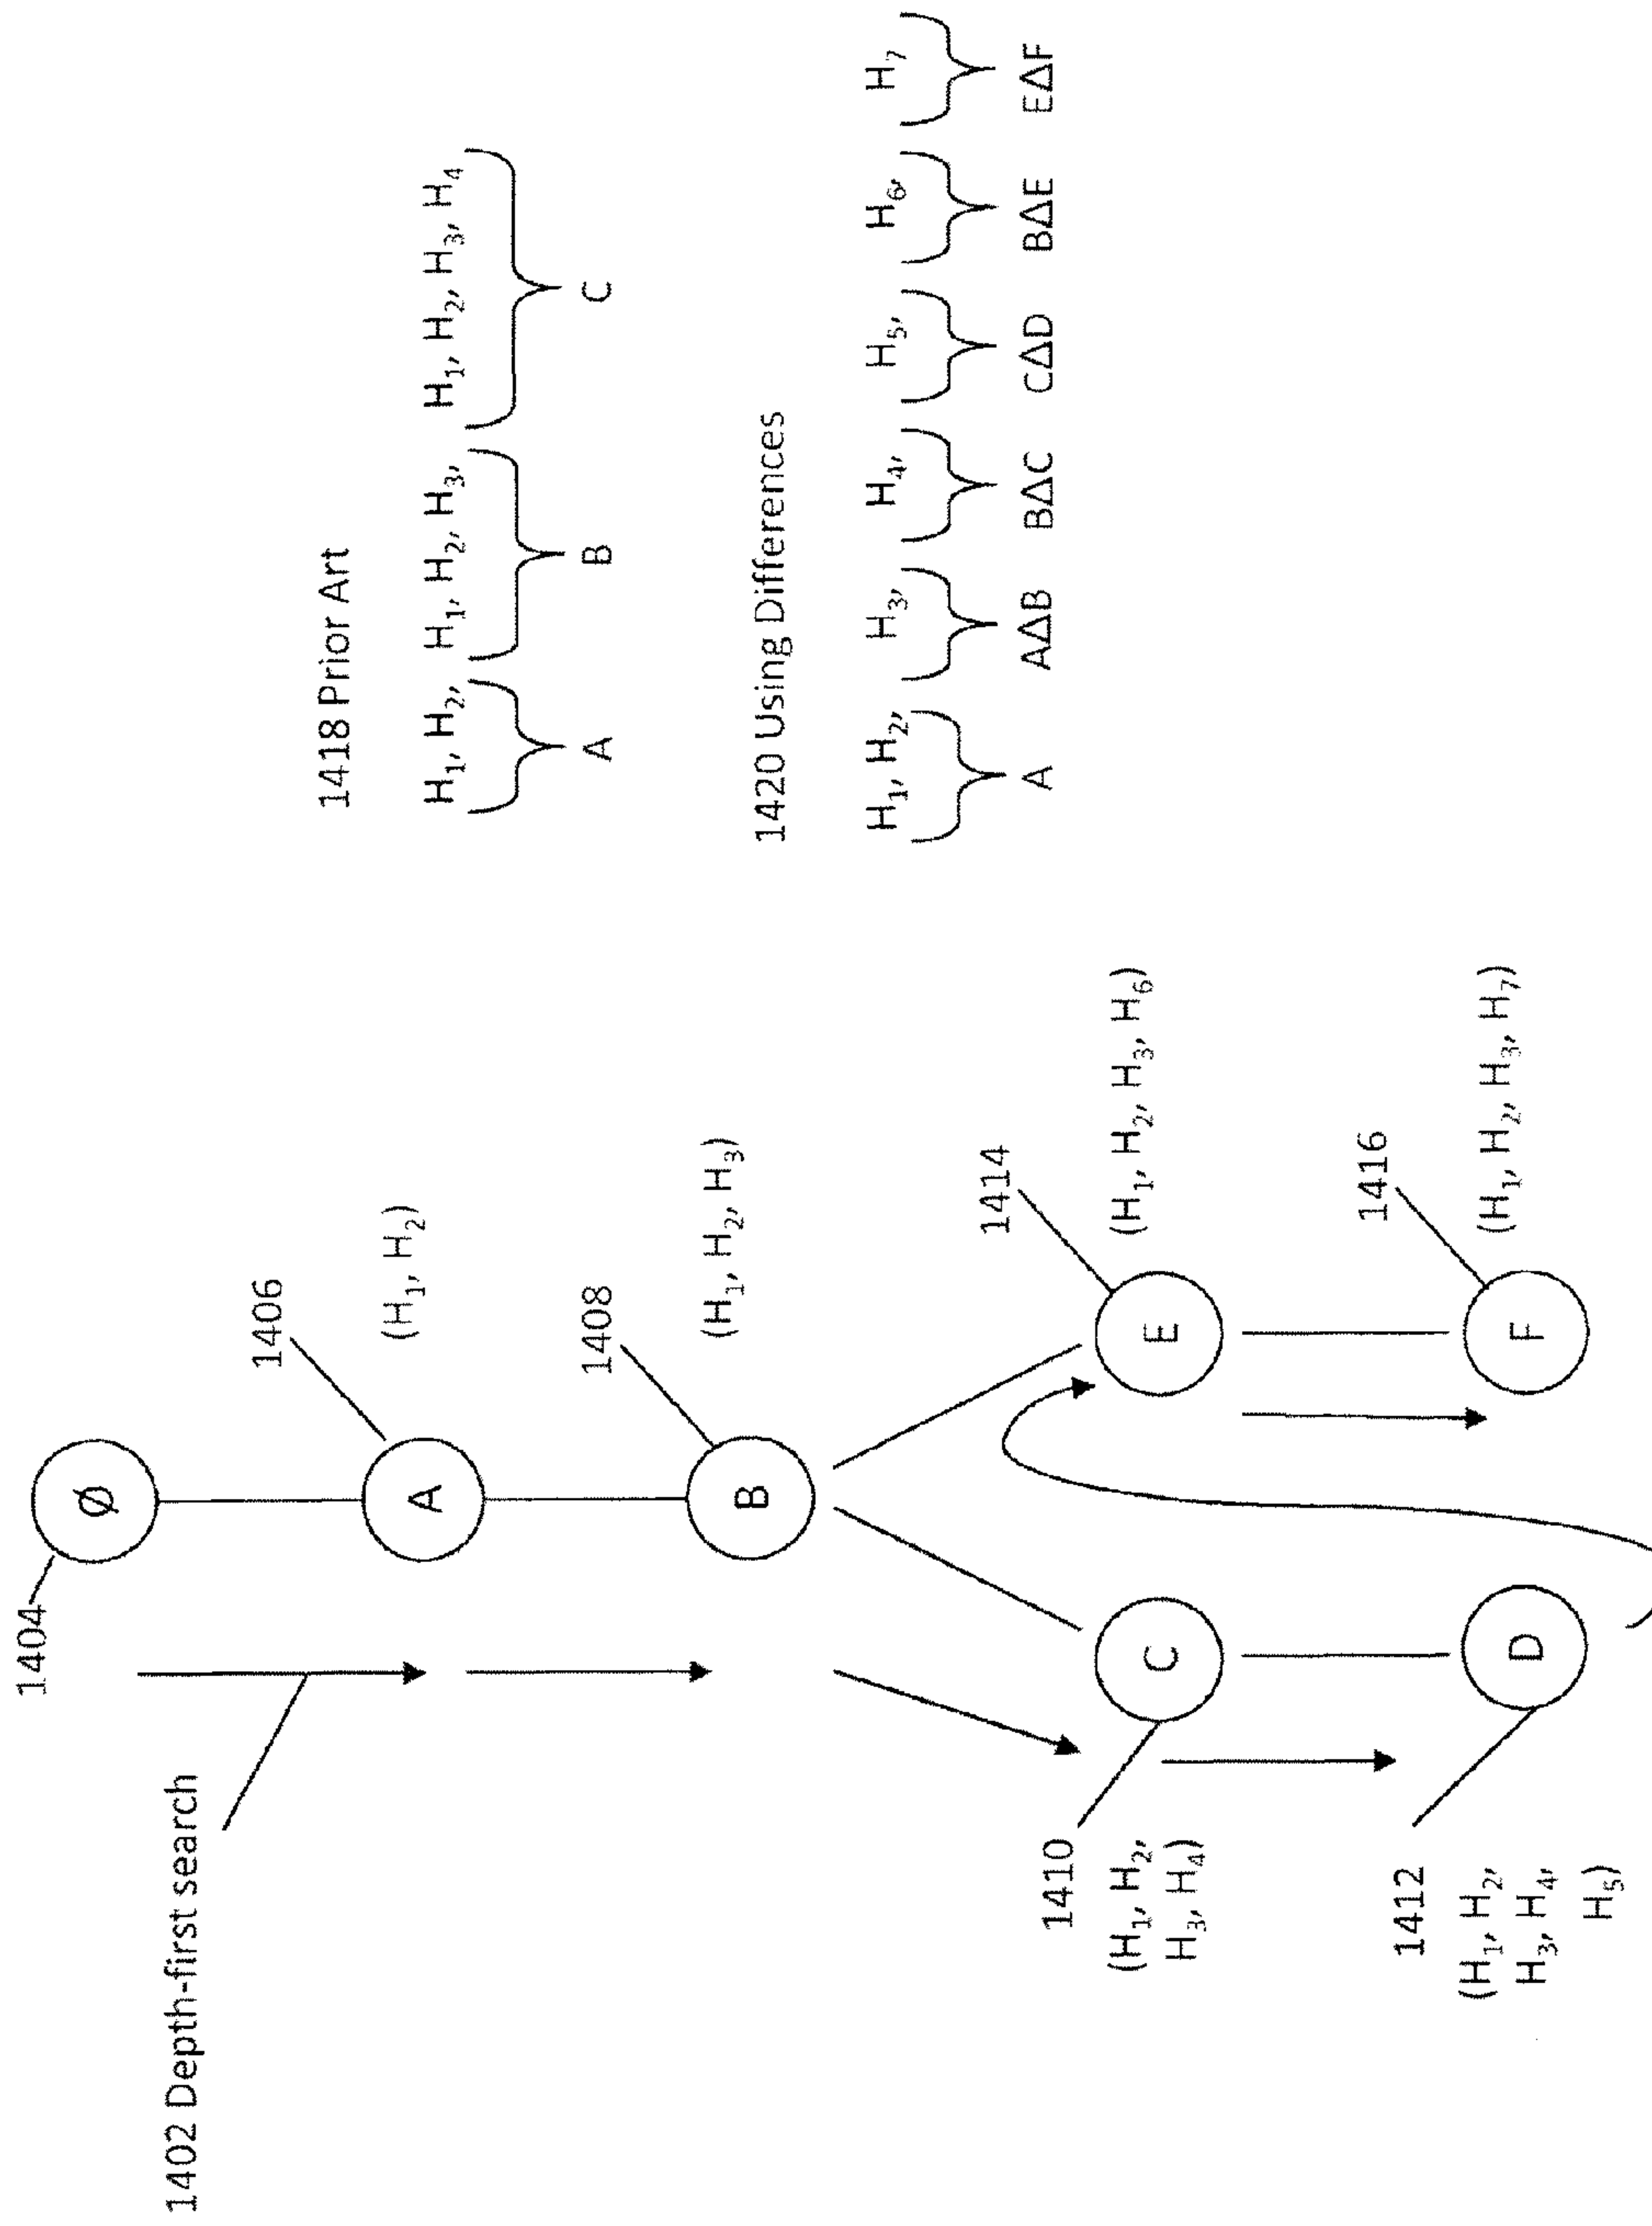 1402 Depth-first search
1404
Ø
1406
A
(H₁, H₂)
1408
B
(H₁, H₂, H₃)
1410
C
(H₁, H₂,
H₃, H₄)
1412
D
(H₁, H₂,
H₃, H₄,
H₅)
1414
E
(H₁, H₂, H₃, H₆)
1416
F
(H₁, H₂, H₃, H₇)
1418 Prior Art
H₁, H₂, H₁, H₂, H₃, H₁, H₂, H₃, H₄
A B C
1420 Using Differences
H₁, H₂, H₃, H₄, H₅, H₆, H₇
A AΔB BΔC CΔD BΔE EΔF